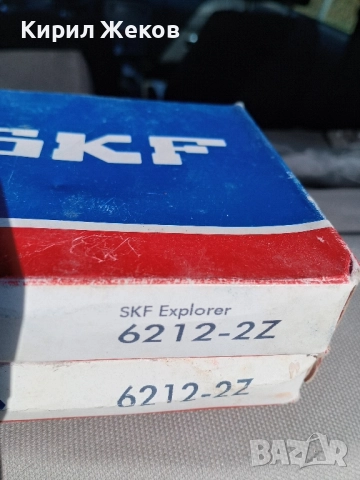 Кирил Жеков
SKF
SKF Explorer
6212-2Z
6212-2Z
BAZAR